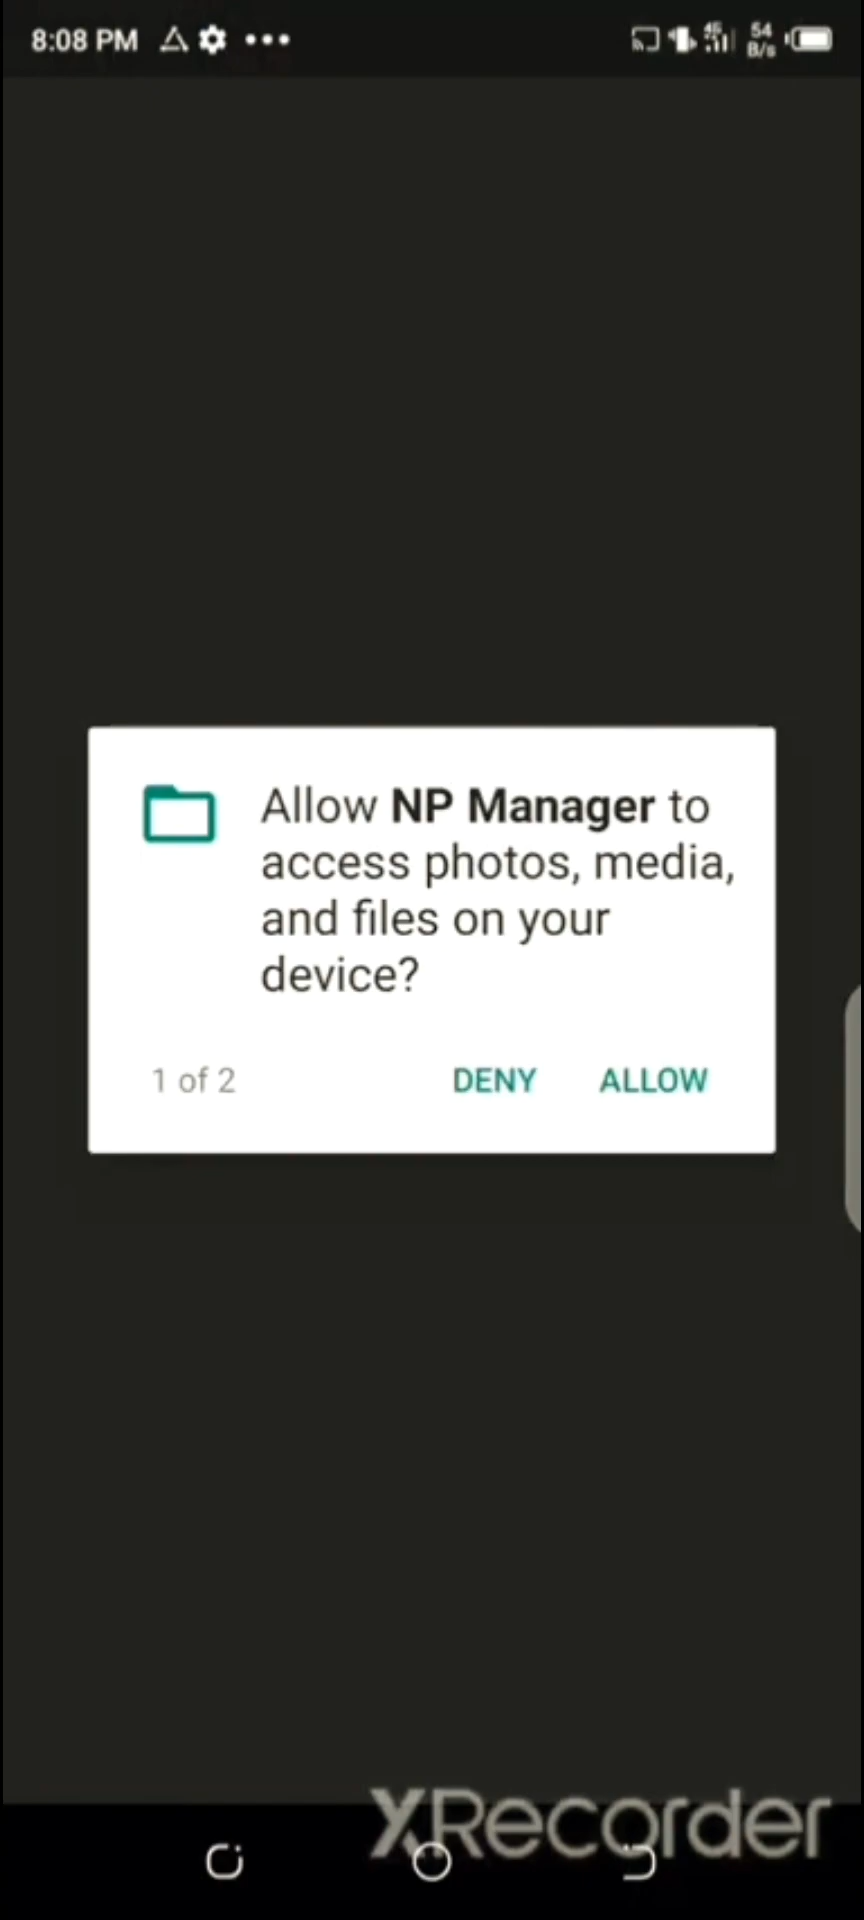 8:08 PM
54
B/s
Allow NP Manager to
access photos, media,
and files on your
device?
1 of 2
DENY ALLOW
XRecorder